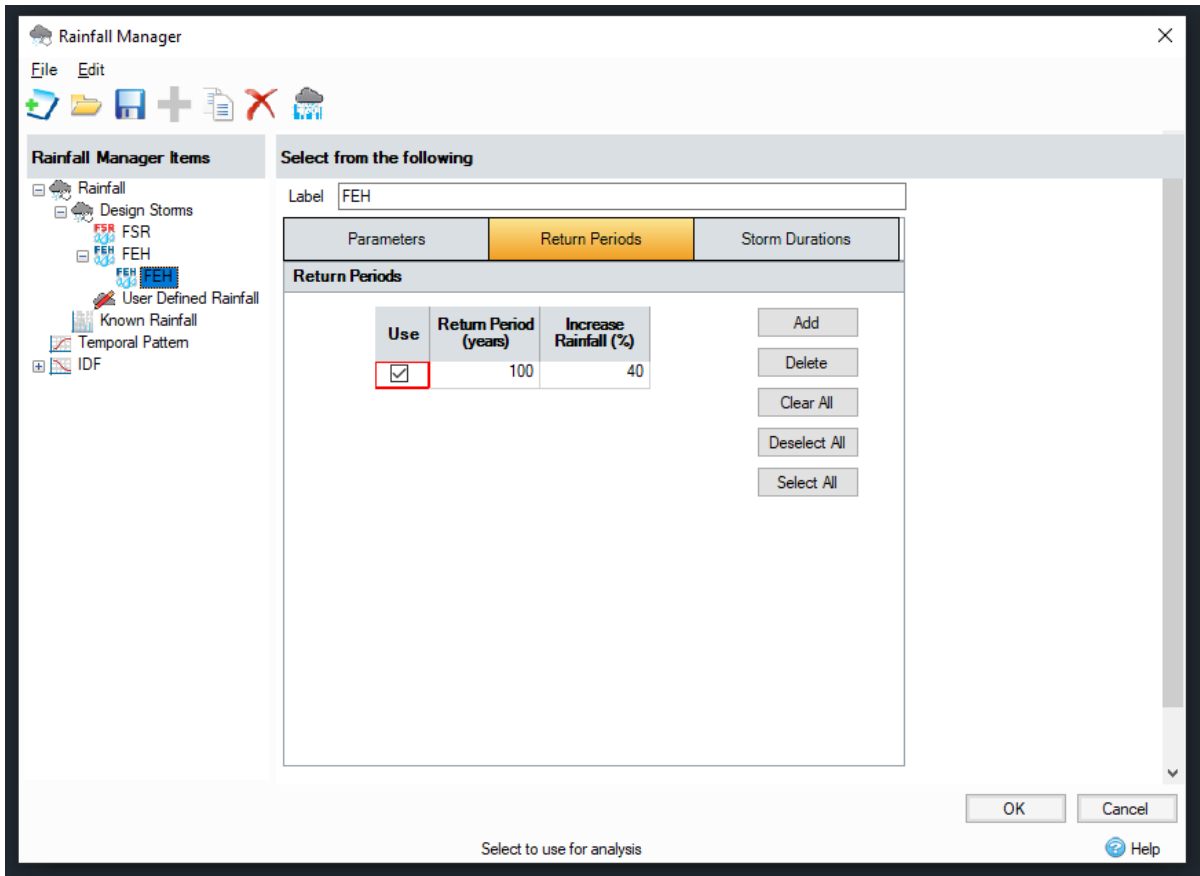 Rainfall Manager
File Edit
Rainfall Manager Items
Rainfall
Design Storms
FSR FSR
FEH FEH
FEH FEH
User Defined Rainfall
Known Rainfall
Temporal Pattern
IDF
Select from the following
Label FEH
Parameters Return Periods Storm Durations
Return Periods
Use Return Period (years) Increase Rainfall (%)
100 40
Add
Delete
Clear All
Deselect All
Select All
OK Cancel
Select to use for analysis Help